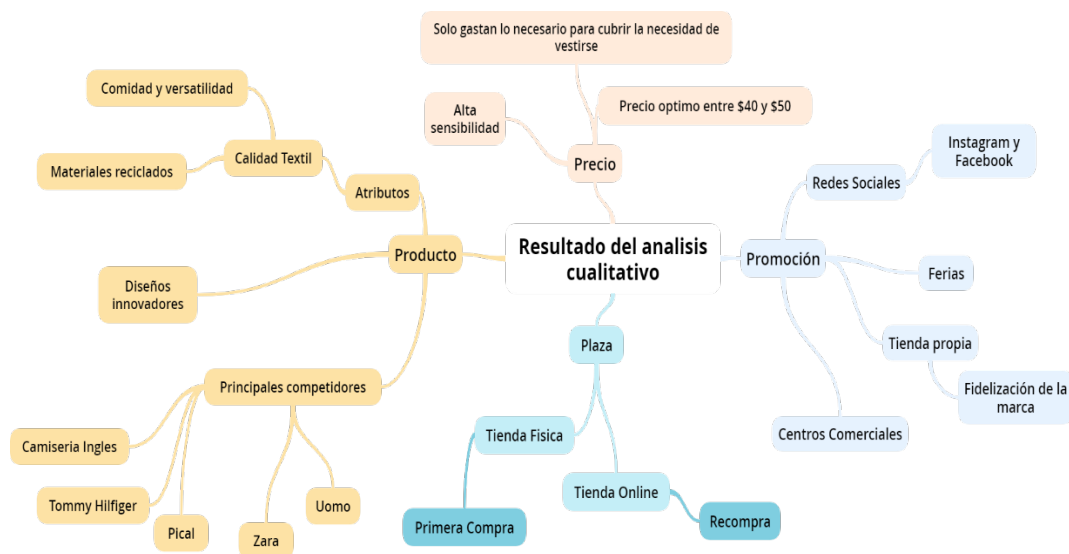 Solo gastan lo necesario para cubrir la necesidad de
vestirse
Comidad y versatilidad
Alta
sensibilidad
Precio optimo entre $40 y $50
Materiales reciclados
Calidad Textil
Precio
Atributos
Instagram y
Facebook
Redes Sociales
Producto
Resultado del analisis
cualitativo
Promoción
Diseños
innovadores
Ferias
Plaza
Tienda propia
Principales competidores
Fidelización de la
marca
Camiseria Ingles
Tienda Fisica
Centros Comerciales
Tommy Hilfiger
Uomo
Tienda Online
Pical
Zara
Primera Compra
Recompra